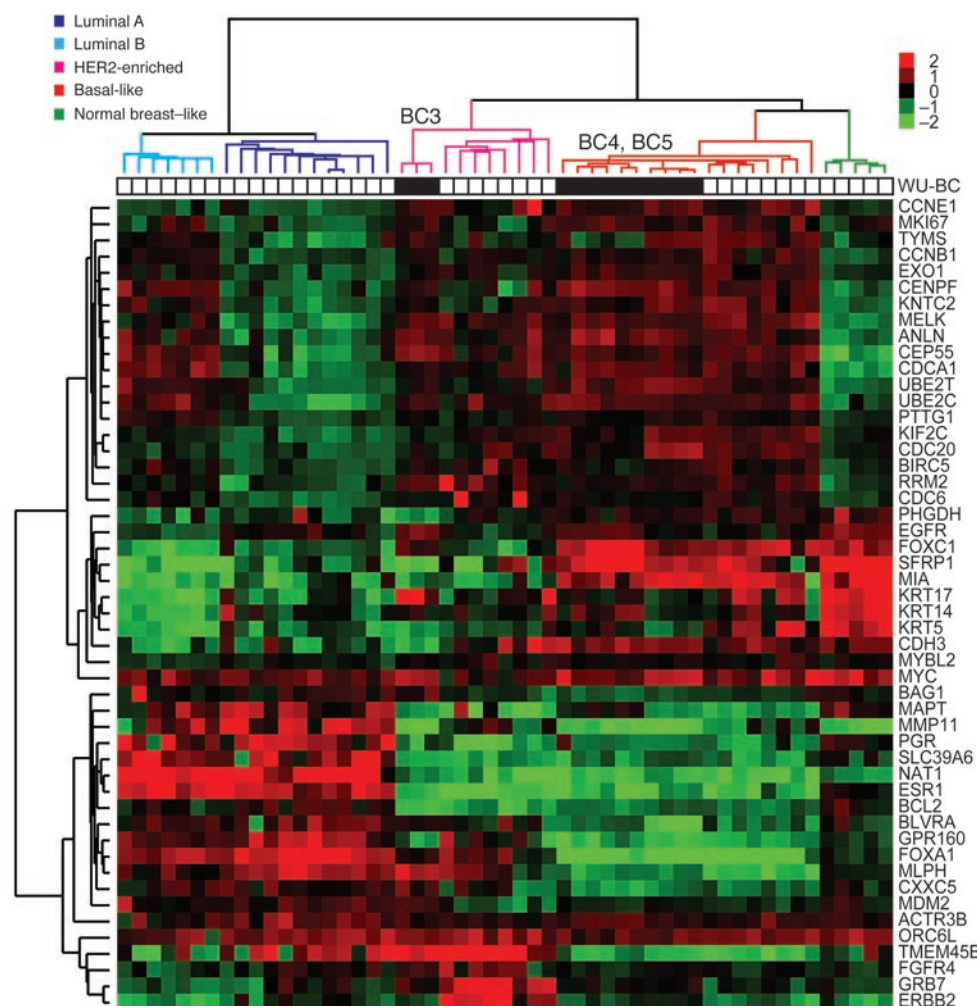 Luminal A
Luminal B
HER2-enriched
Basal-like
Normal breast–like
BC3
BC4, BC5
2
1
0
−1
−2
WU-BC
CCNE1
MKI67
TYMS
CCNB1
EXO1
CENPF
KNTC2
MELK
ANLN
CEP55
CDCA1
UBE2T
UBE2C
PTTG1
KIF2C
CDC20
BIRC5
RRM2
CDC6
PHGDH
EGFR
FOXC1
SFRP1
MIA
KRT17
KRT14
KRT5
CDH3
MYBL2
MYC
BAG1
MAPT
MMP11
PGR
SLC39A6
NAT1
ESR1
BCL2
BLVRA
GPR160
FOXA1
MLPH
CXXC5
MDM2
ACTR3B
ORC6L
TMEM45B
FGFR4
GRB7
ERBB2